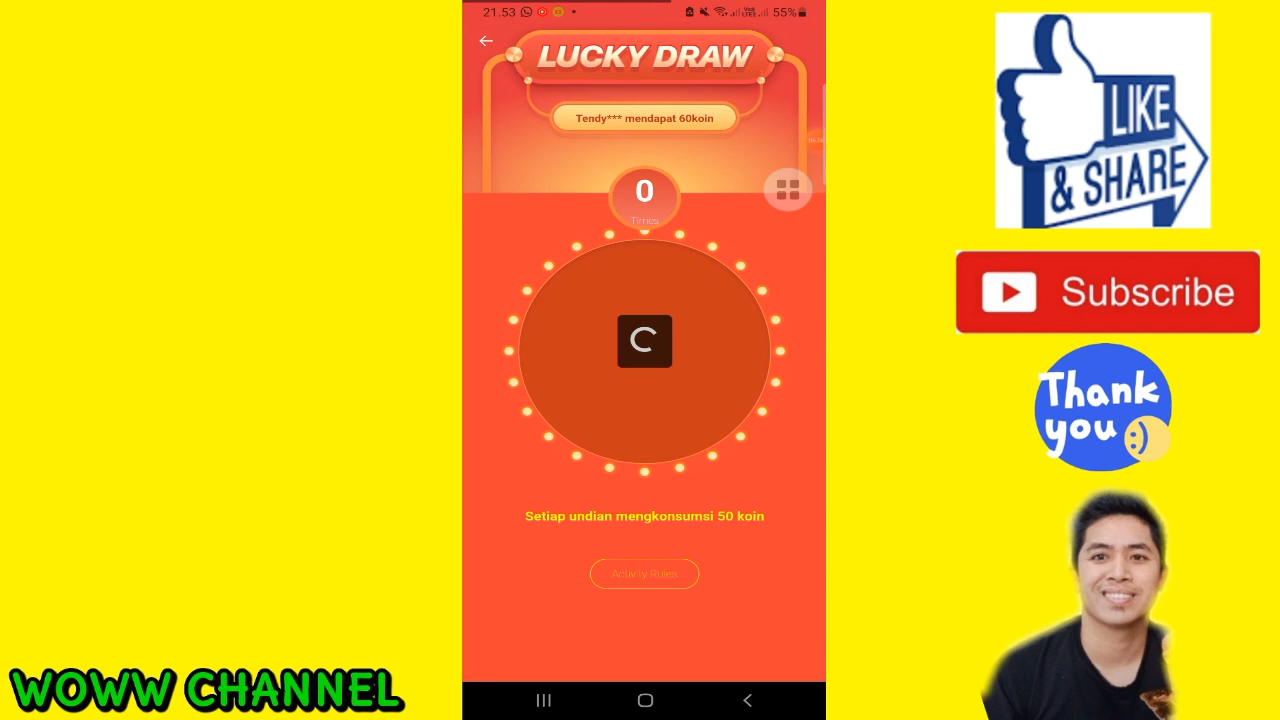 21.53
55%
LUCKY DRAW
Tendy*** mendapat 60koin
0
Times
Setiap undian mengkonsumsi 50 koin
Activity Rules
LIKE
& SHARE
Subscribe
Thank
you
WOWW CHANNEL